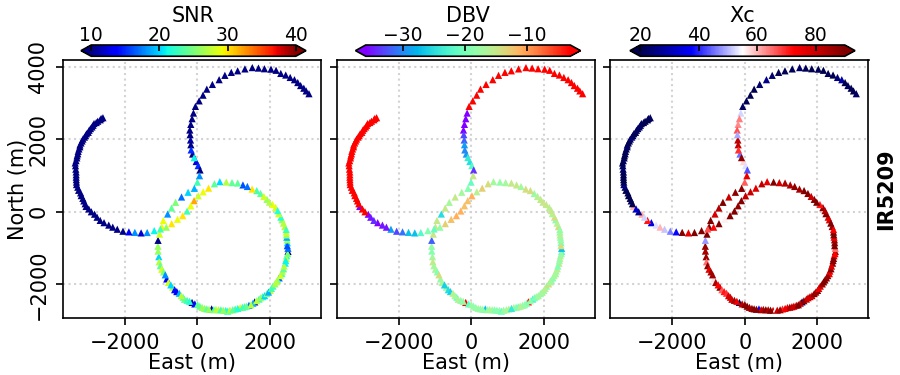 SNR DBV Xc
10 20 30 40 −30 −20 −10 20 40 60 80
4000
2000
0
−2000
North (m)
IR5209
−2000 0 2000 −2000 0 2000 −2000 0 2000
East (m) East (m) East (m)